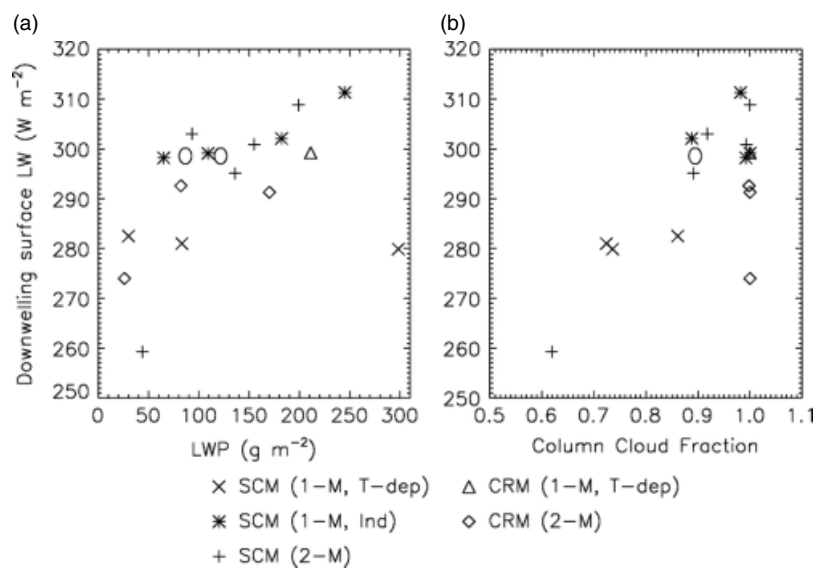 (a)
(b)
Downwelling surface LW (W m⁻²)
320
310
300
290
280
270
260
250
0 50 100 150 200 250 300
LWP (g m⁻²)
320
310
300
290
280
270
260
250
0.5 0.6 0.7 0.8 0.9 1.0 1.1
Column Cloud Fraction
SCM (1–M, T–dep)
CRM (1–M, T–dep)
SCM (1–M, Ind)
CRM (2–M)
SCM (2–M)